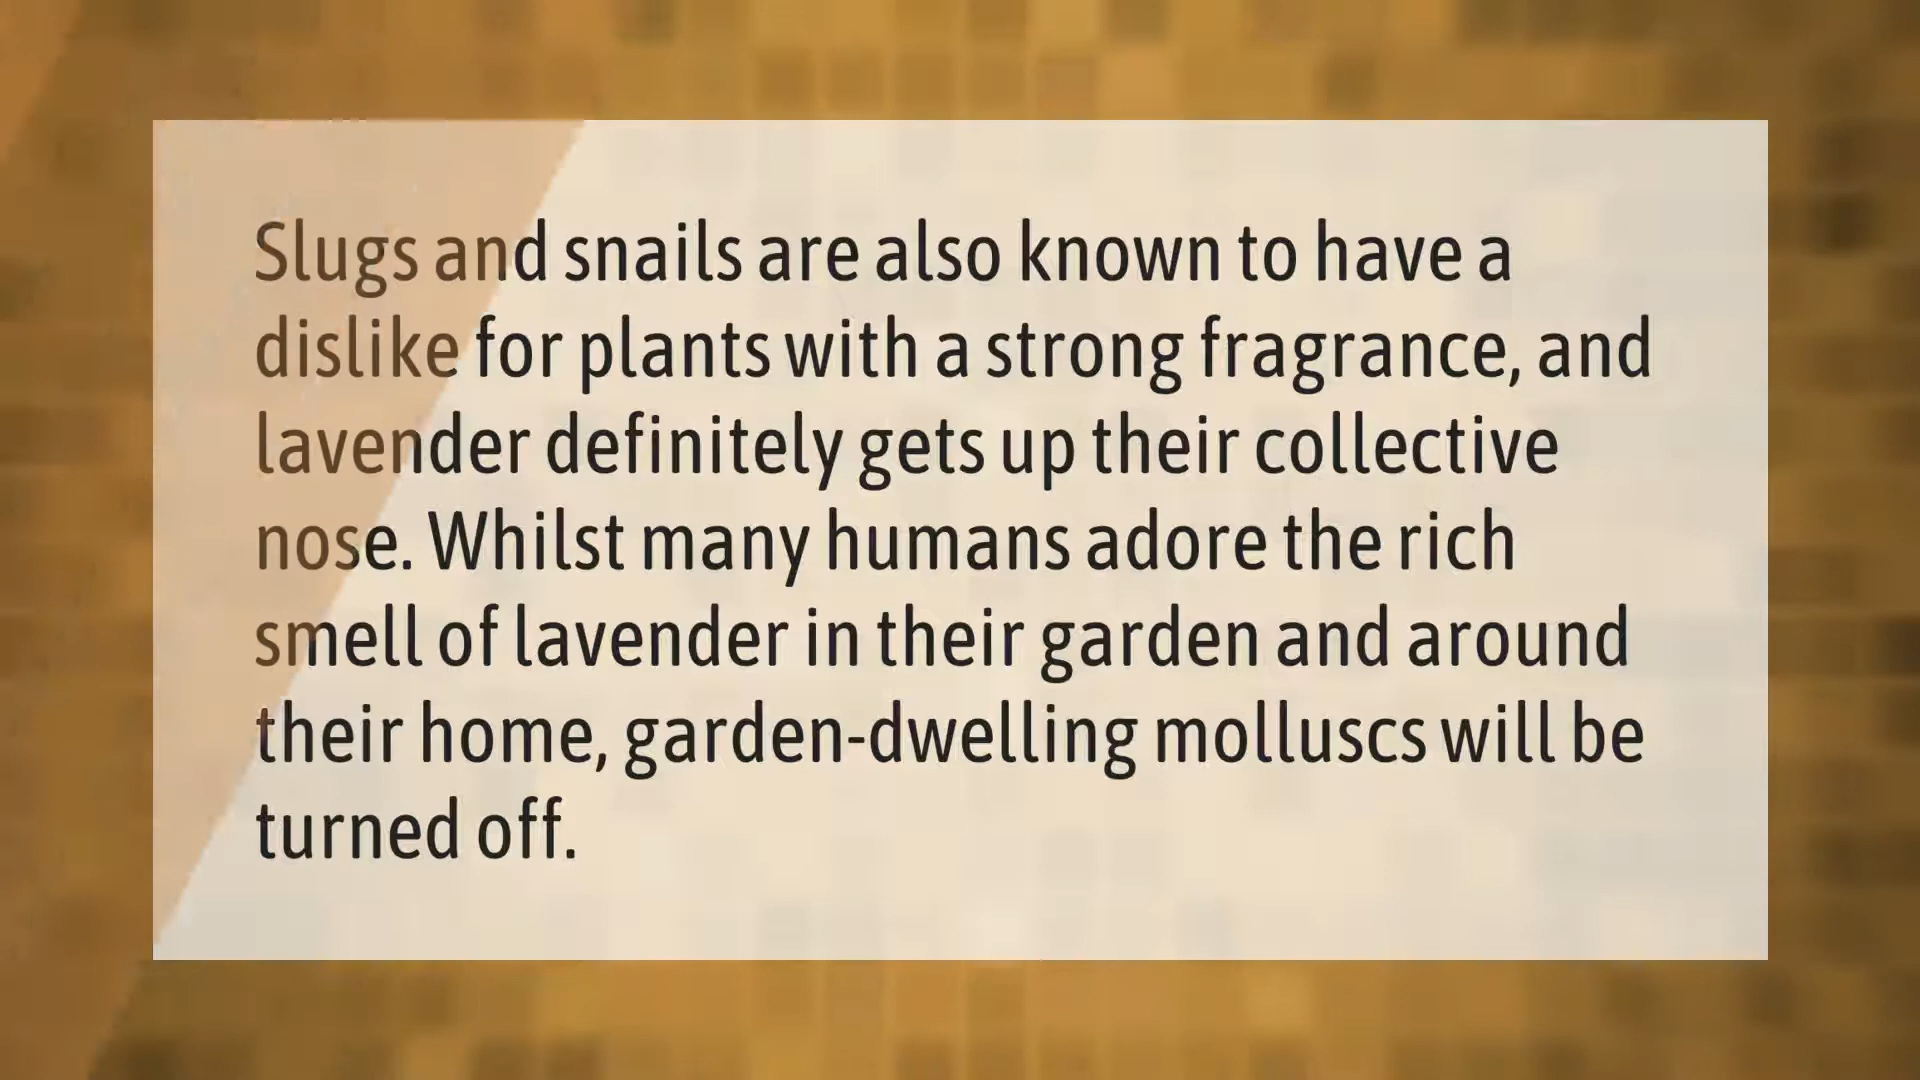 Slugs and snails are also known to have a
dislike for plants with a strong fragrance, and
lavender definitely gets up their collective
nose. Whilst many humans adore the rich
smell of lavender in their garden and around
their home, garden-dwelling molluscs will be
turned off.